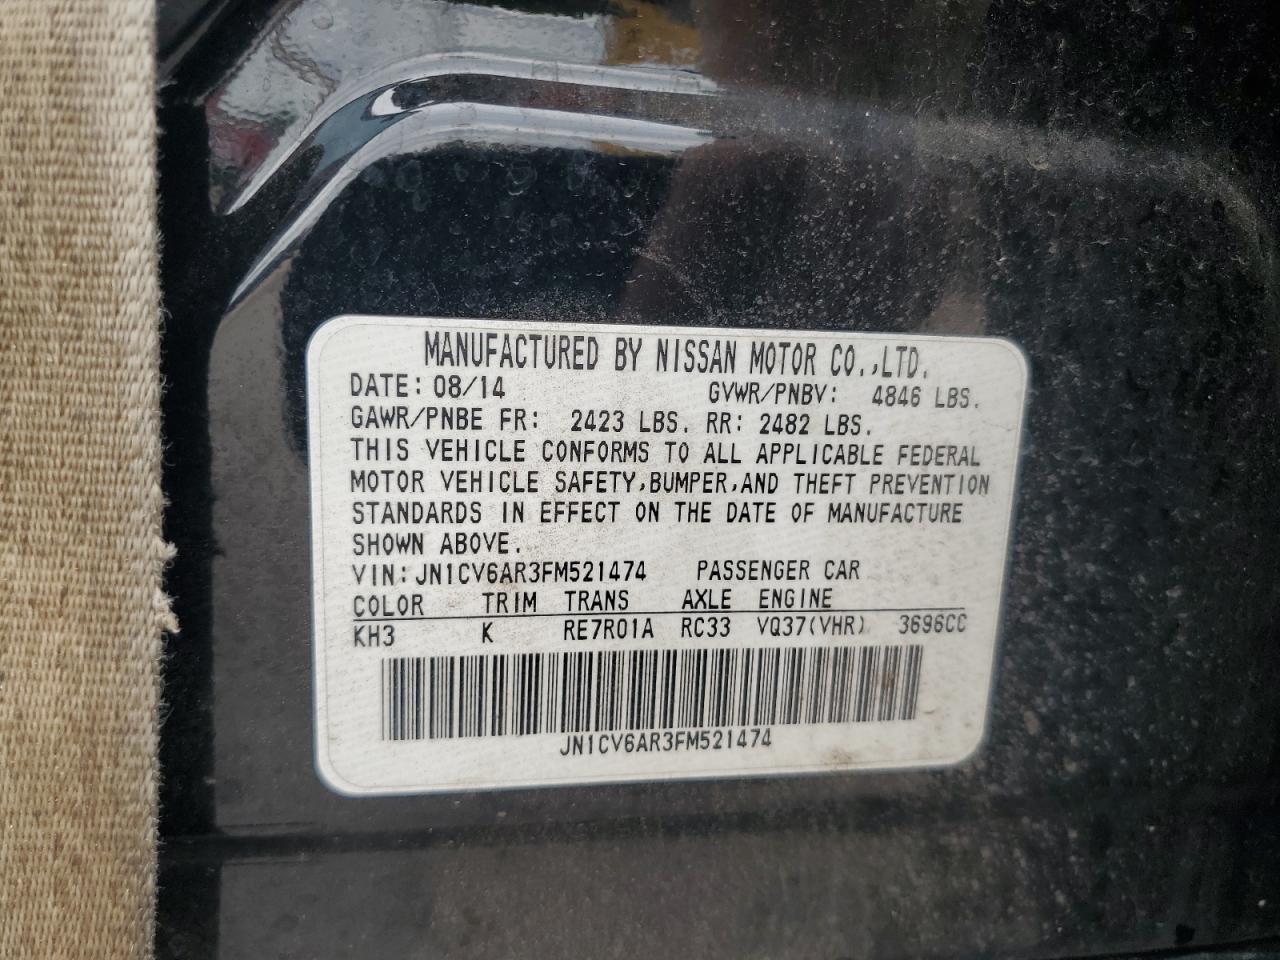 MANUFACTURED BY NISSAN MOTOR CO.,LTD.
DATE: 08/14 GVWR/PNBV: 4846 LBS.
GAWR/PNBE FR: 2423 LBS. RR: 2482 LBS.
THIS VEHICLE CONFORMS TO ALL APPLICABLE FEDERAL
MOTOR VEHICLE SAFETY,BUMPER,AND THEFT PREVENTION
STANDARDS IN EFFECT ON THE DATE OF MANUFACTURE
SHOWN ABOVE.
VIN:JN1CV6AR3FM521474 PASSENGER CAR
COLOR TRIM TRANS AXLE ENGINE
KH3 K RE7R01A RC33 VQ37(VHR) 3696CC
JN1CV6AR3FM521474